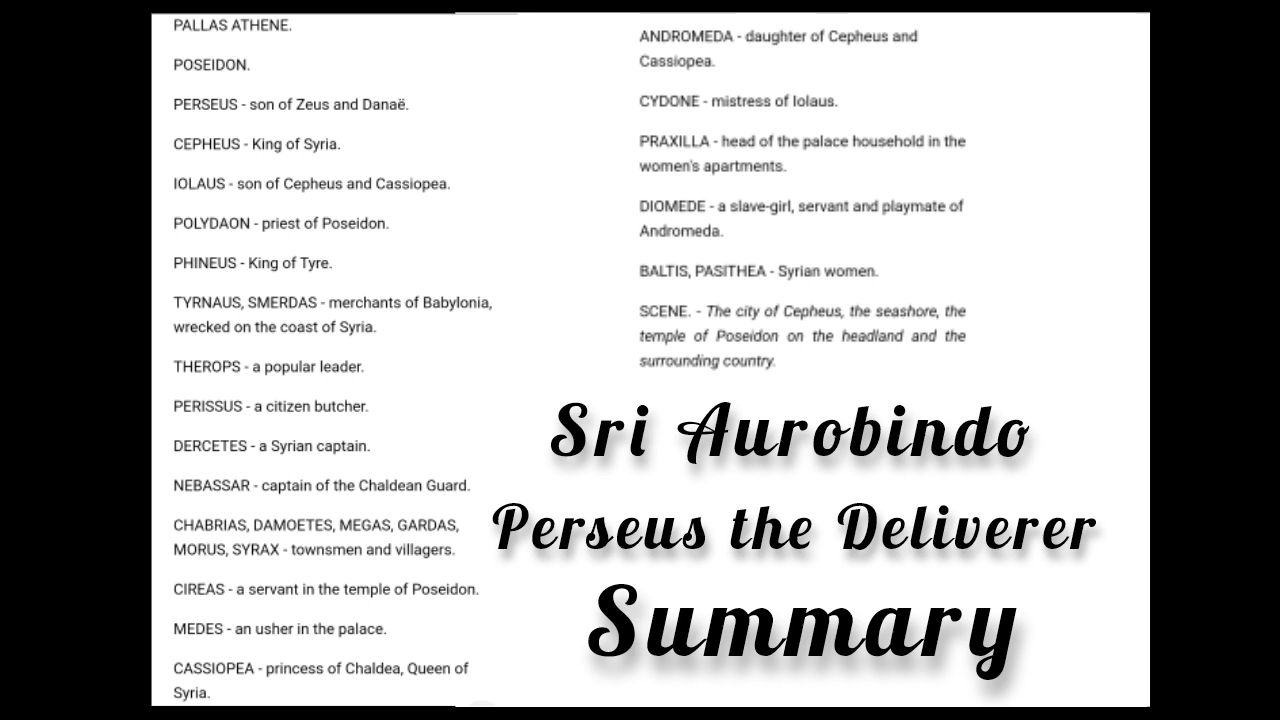 PALLAS ATHENE.
POSEIDON.
PERSEUS - son of Zeus and Danaë.
CEPHEUS - King of Syria.
IOLAUS - son of Cepheus and Cassiopea.
POLYDAON - priest of Poseidon.
PHINEUS - King of Tyre.
TYRNAUS, SMERDAS - merchants of Babylonia,
wrecked on the coast of Syria.
THEROPS - a popular leader.
PERISSUS - a citizen butcher.
DERCETES - a Syrian captain.
NEBASSAR - captain of the Chaldean Guard.
CHABRIAS, DAMOETES, MEGAS, GARDAS,
MORUS, SYRAX - townsmen and villagers.
CIREAS - a servant in the temple of Poseidon.
MEDES - an usher in the palace.
CASSIOPEA - princess of Chaldea, Queen of
Syria.
ANDROMEDA - daughter of Cepheus and
Cassiopea.
CYDONE - mistress of Iolaus.
PRAXILLA - head of the palace household in the
women's apartments.
DIOMEDE - a slave-girl, servant and playmate of
Andromeda.
BALTIS, PASITHEA - Syrian women.
SCENE. - The city of Cepheus, the seashore, the
temple of Poseidon on the headland and the
surrounding country.
Sri Aurobindo
Perseus the Deliverer
Summary